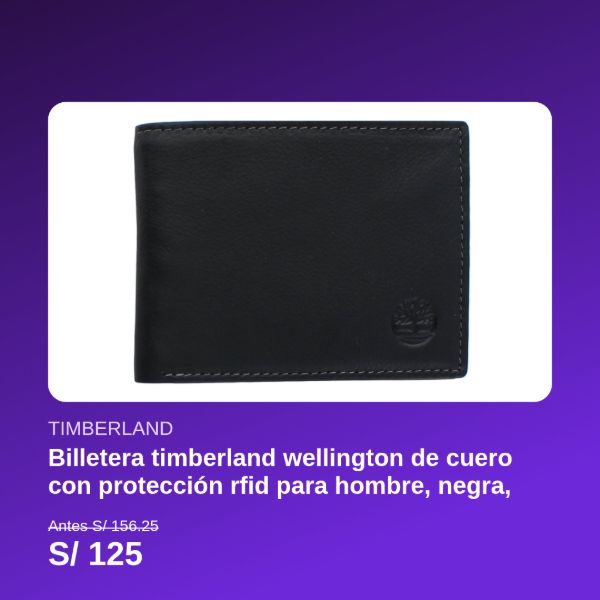 TIMBERLAND
Billetera timberland wellington de cuero
con protección rfid para hombre, negra,
Antes S/ 156.25
S/ 125